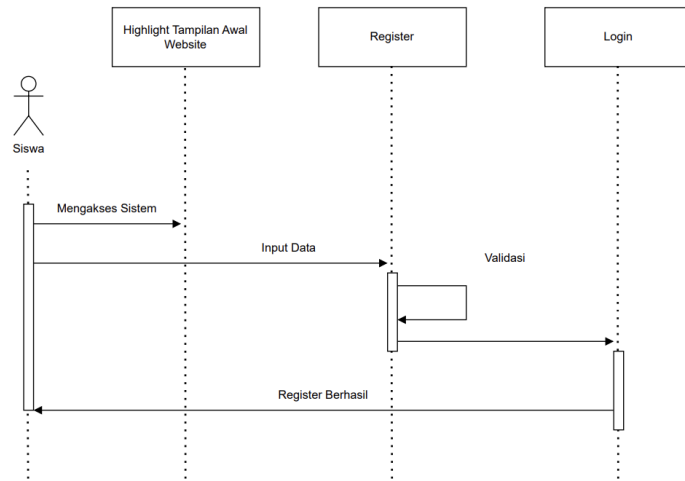 Highlight Tampilan Awal
Website
Register
Login
Siswa
Mengakses Sistem
Input Data
Validasi
Register Berhasil